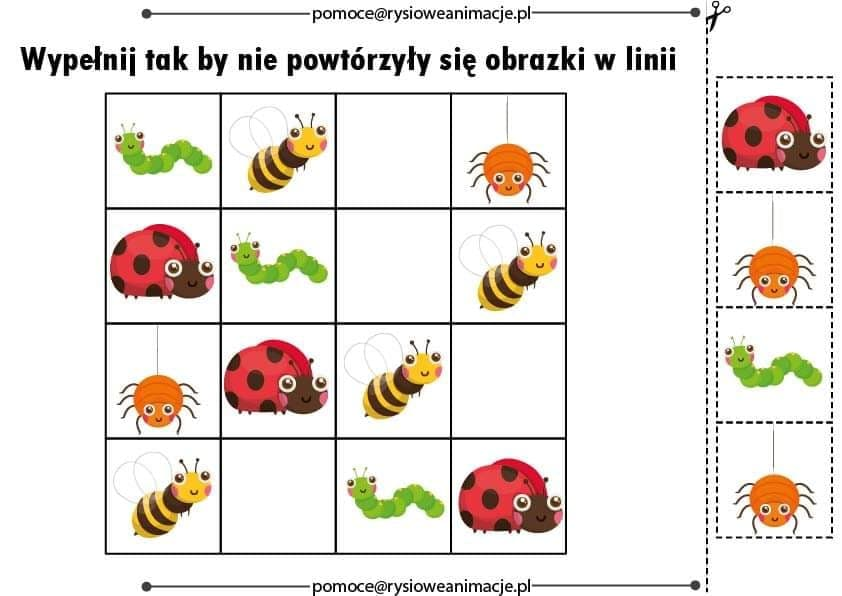 pomoce@rysioweanimacje.pl
Wypełnij tak by nie powtórzyły się obrazki w linii
pomoce@rysioweanimacje.pl